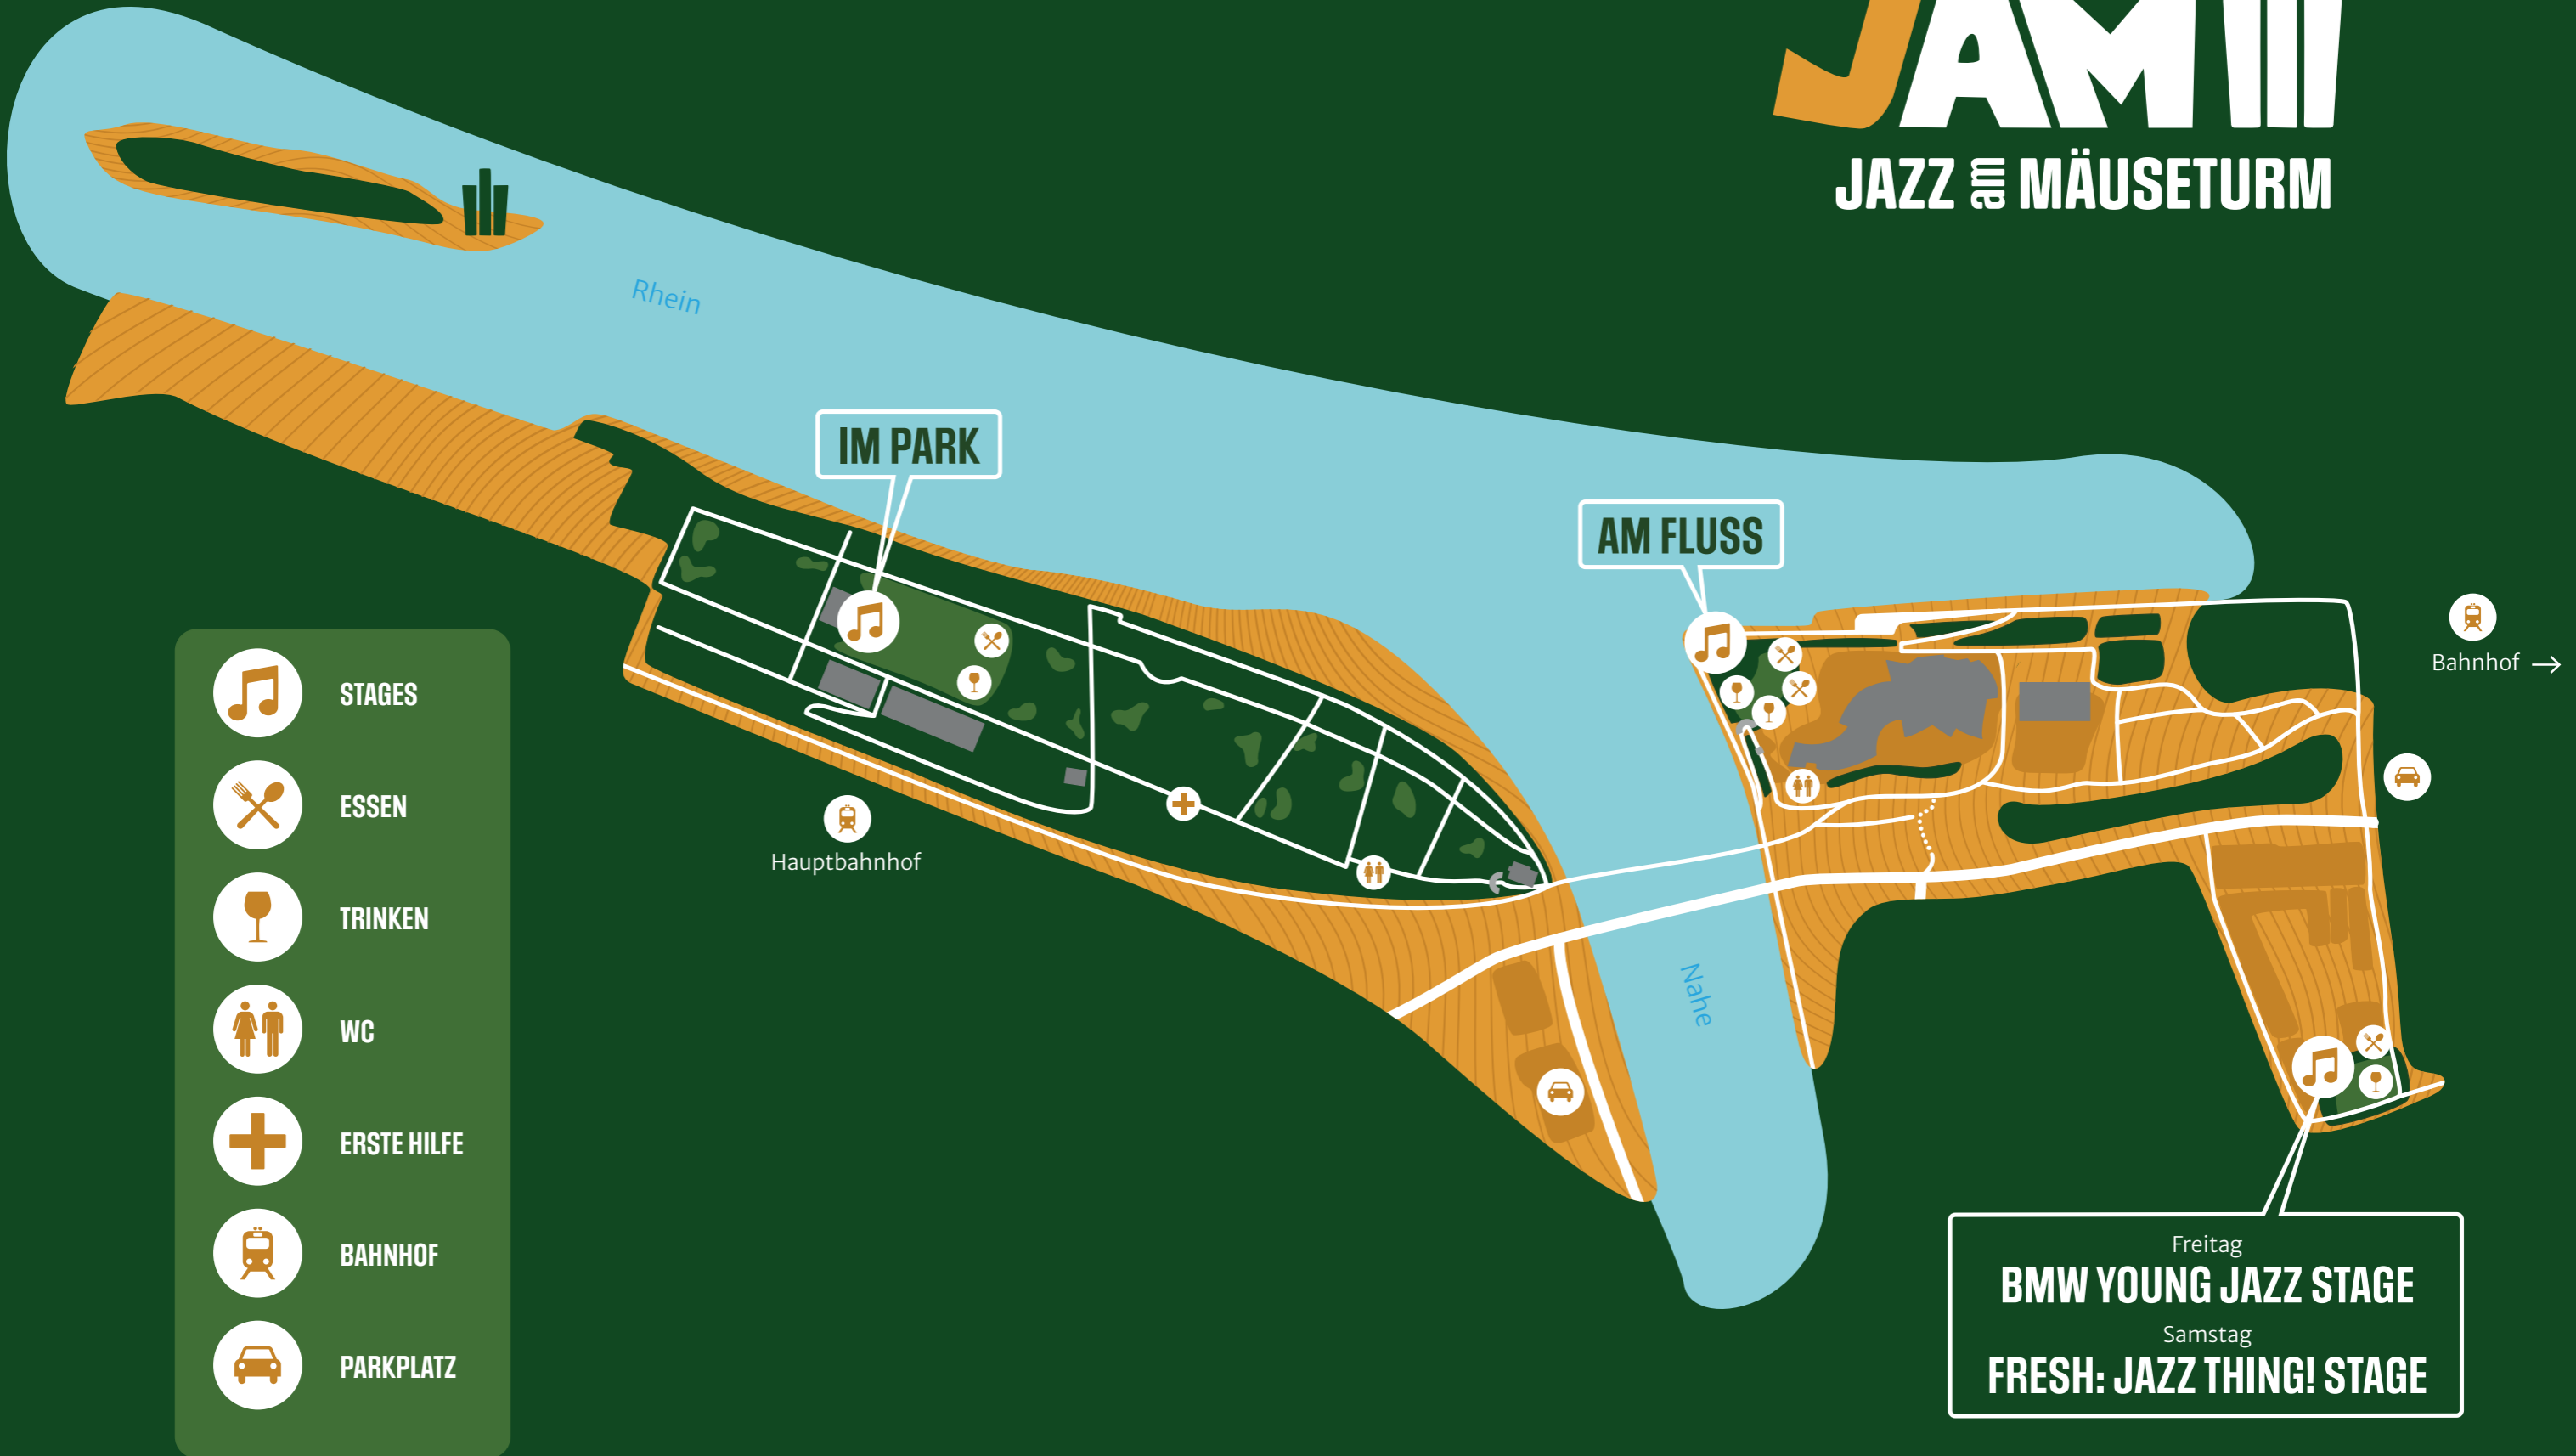 JAM
JAZZ am MÄUSETURM
Rhein
IM PARK
AM FLUSS
Bahnhof →
Hauptbahnhof
Nahe
STAGES
ESSEN
TRINKEN
WC
ERSTE HILFE
BAHNHOF
PARKPLATZ
Freitag
BMW YOUNG JAZZ STAGE
Samstag
FRESH: JAZZ THING! STAGE